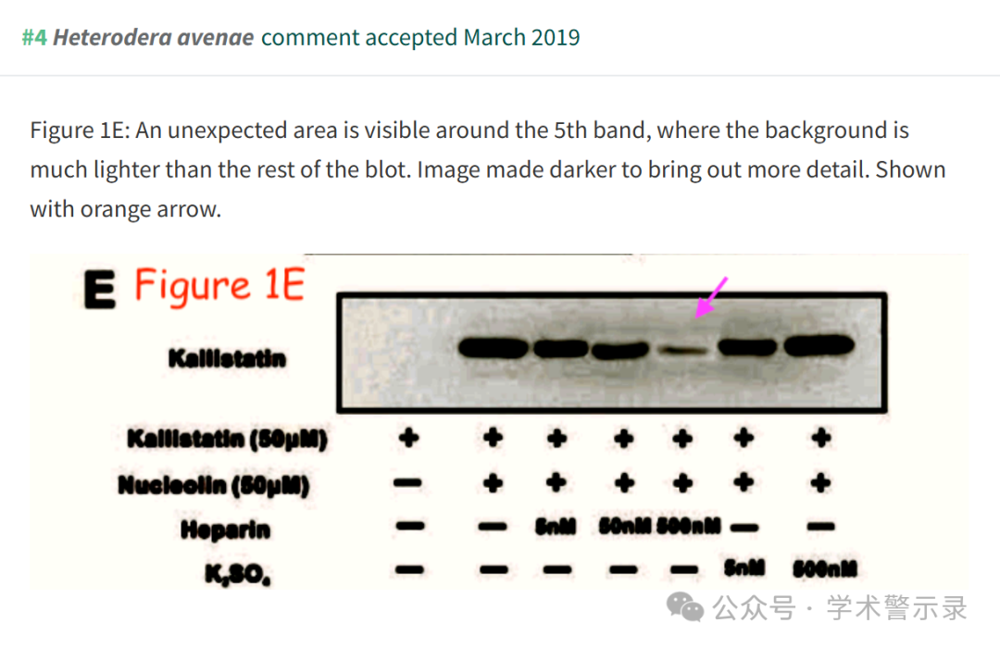 #4 Heterodera avenae comment accepted March 2019
Figure 1E: An unexpected area is visible around the 5th band, where the background is
much lighter than the rest of the blot. Image made darker to bring out more detail. Shown
with orange arrow.
E Figure 1E
Kallistatin
Kallistatin (50µM) + + + + + + +
Nucleolin (50µM) − + + + + + +
Heparin − − 5nM 50nM 500nM − −
K₂SO₄ − − − − − 5nM 500nM
公众号 · 学术警示录